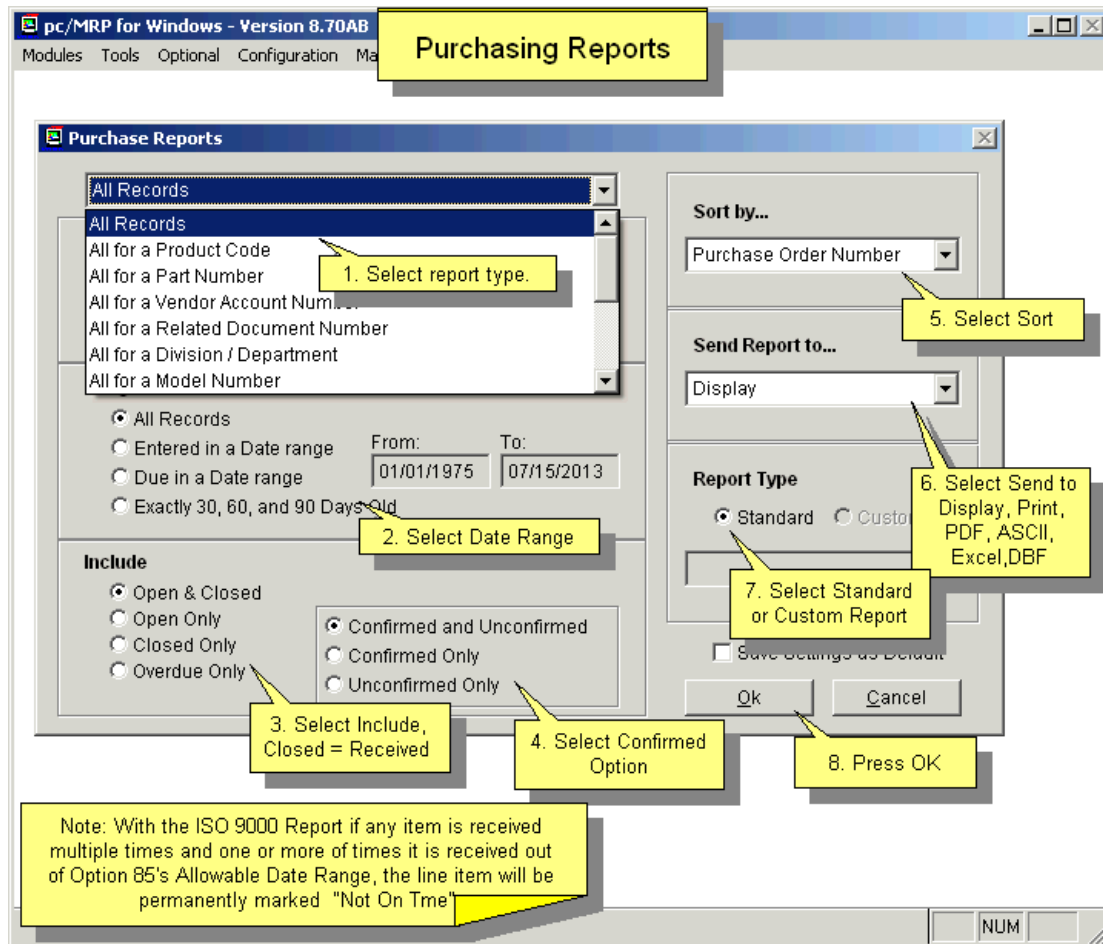 pc/MRP for Windows - Version 8.70AB
Purchasing Reports
Modules Tools Optional Configuration Ma
Purchase Reports
All Records
All Records
All for a Product Code
All for a Part Number
All for a Vendor Account Number
All for a Related Document Number
All for a Division / Department
All for a Model Number
1. Select report type.
All Records
Entered in a Date range
Due in a Date range
Exactly 30, 60, and 90 Days Old
From:
To:
01/01/1975
07/15/2013
2. Select Date Range
Include
Open & Closed
Open Only
Closed Only
Overdue Only
Confirmed and Unconfirmed
Confirmed Only
Unconfirmed Only
3. Select Include,
Closed = Received
4. Select Confirmed
Option
Sort by...
Purchase Order Number
5. Select Sort
Send Report to...
Display
6. Select Send to
Display, Print,
PDF, ASCII,
Excel,DBF
Report Type
Standard
Custo
7. Select Standard
or Custom Report
Save Settings as Default
Ok
Cancel
8. Press OK
Note: With the ISO 9000 Report if any item is received
multiple times and one or more of times it is received out
of Option 85's Allowable Date Range, the line item will be
permanently marked "Not On Tme"
NUM